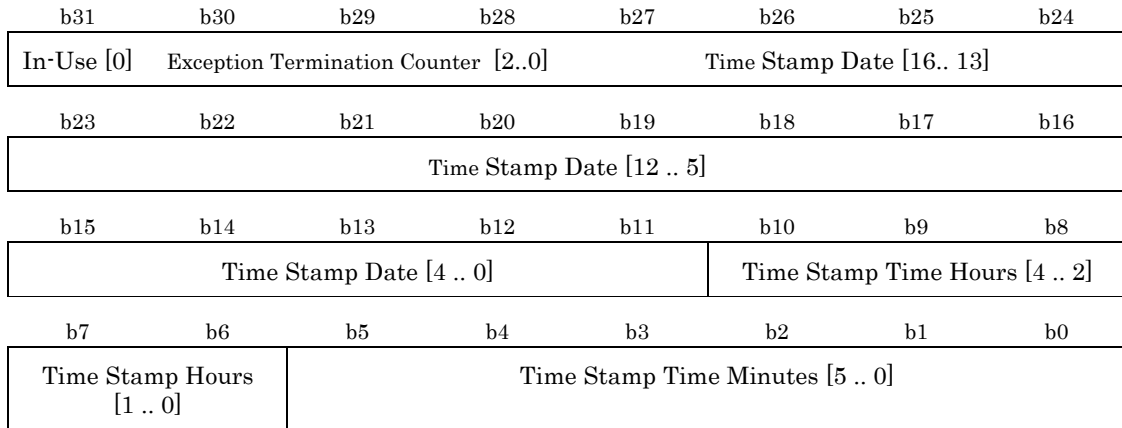 b31 b30 b29 b28 b27 b26 b25 b24
In-Use [0] Exception Termination Counter [2..0] Time Stamp Date [16.. 13]
b23 b22 b21 b20 b19 b18 b17 b16
Time Stamp Date [12 .. 5]
b15 b14 b13 b12 b11 b10 b9 b8
Time Stamp Date [4 .. 0] Time Stamp Time Hours [4 .. 2]
b7 b6 b5 b4 b3 b2 b1 b0
Time Stamp Hours Time Stamp Time Minutes [5 .. 0]
[1 .. 0]